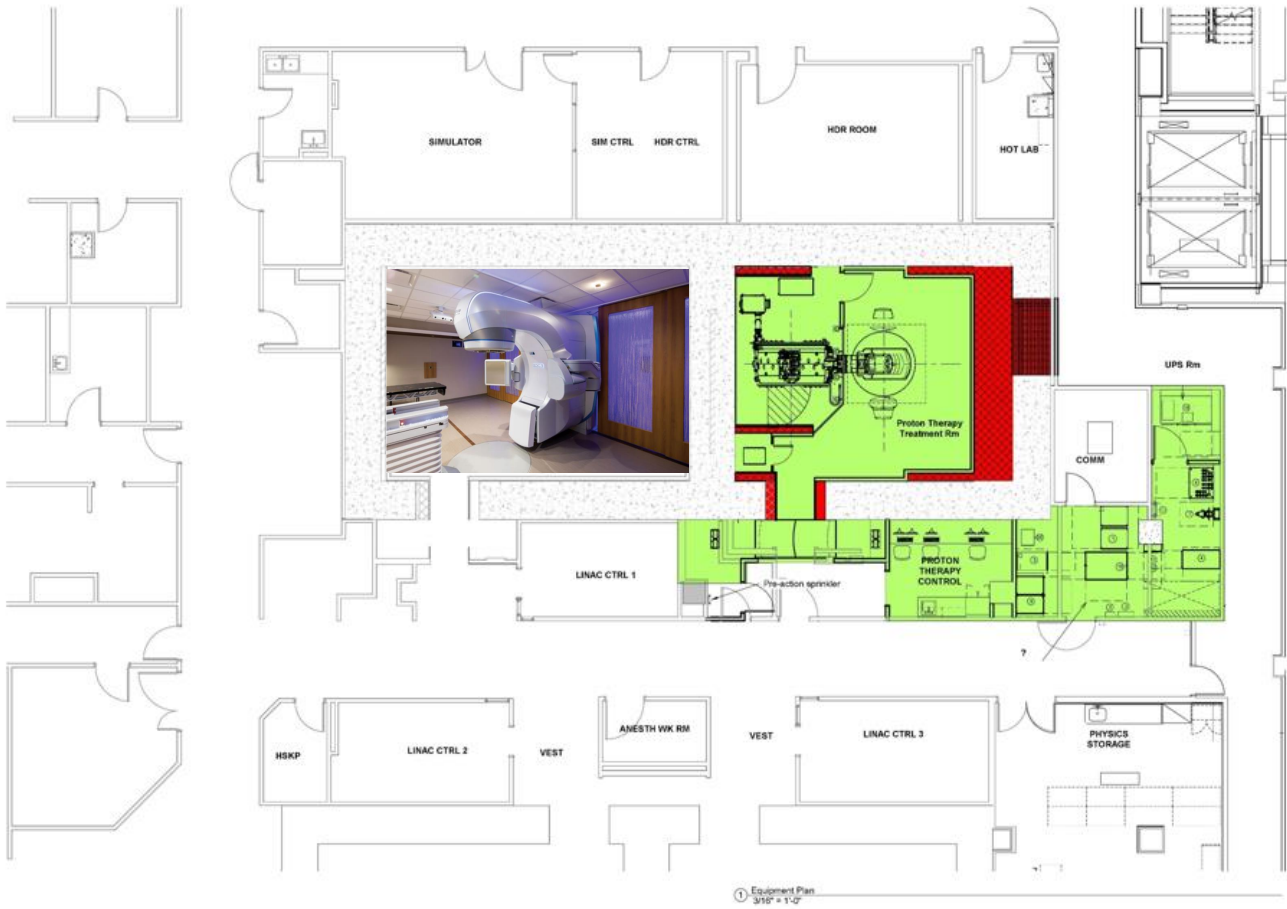 SIMULATOR
SIM CTRL
HDR CTRL
HDR ROOM
HOT LAB
UPS Rm
Proton Therapy
Treatment Rm
COMM
LINAC CTRL 1
Pre-action sprinkler
PROTON
THERAPY
CONTROL
?
HSKP
LINAC CTRL 2
VEST
ANESTH WK RM
VEST
LINAC CTRL 3
PHYSICS
STORAGE
1
Equipment Plan
3/16" = 1'-0"